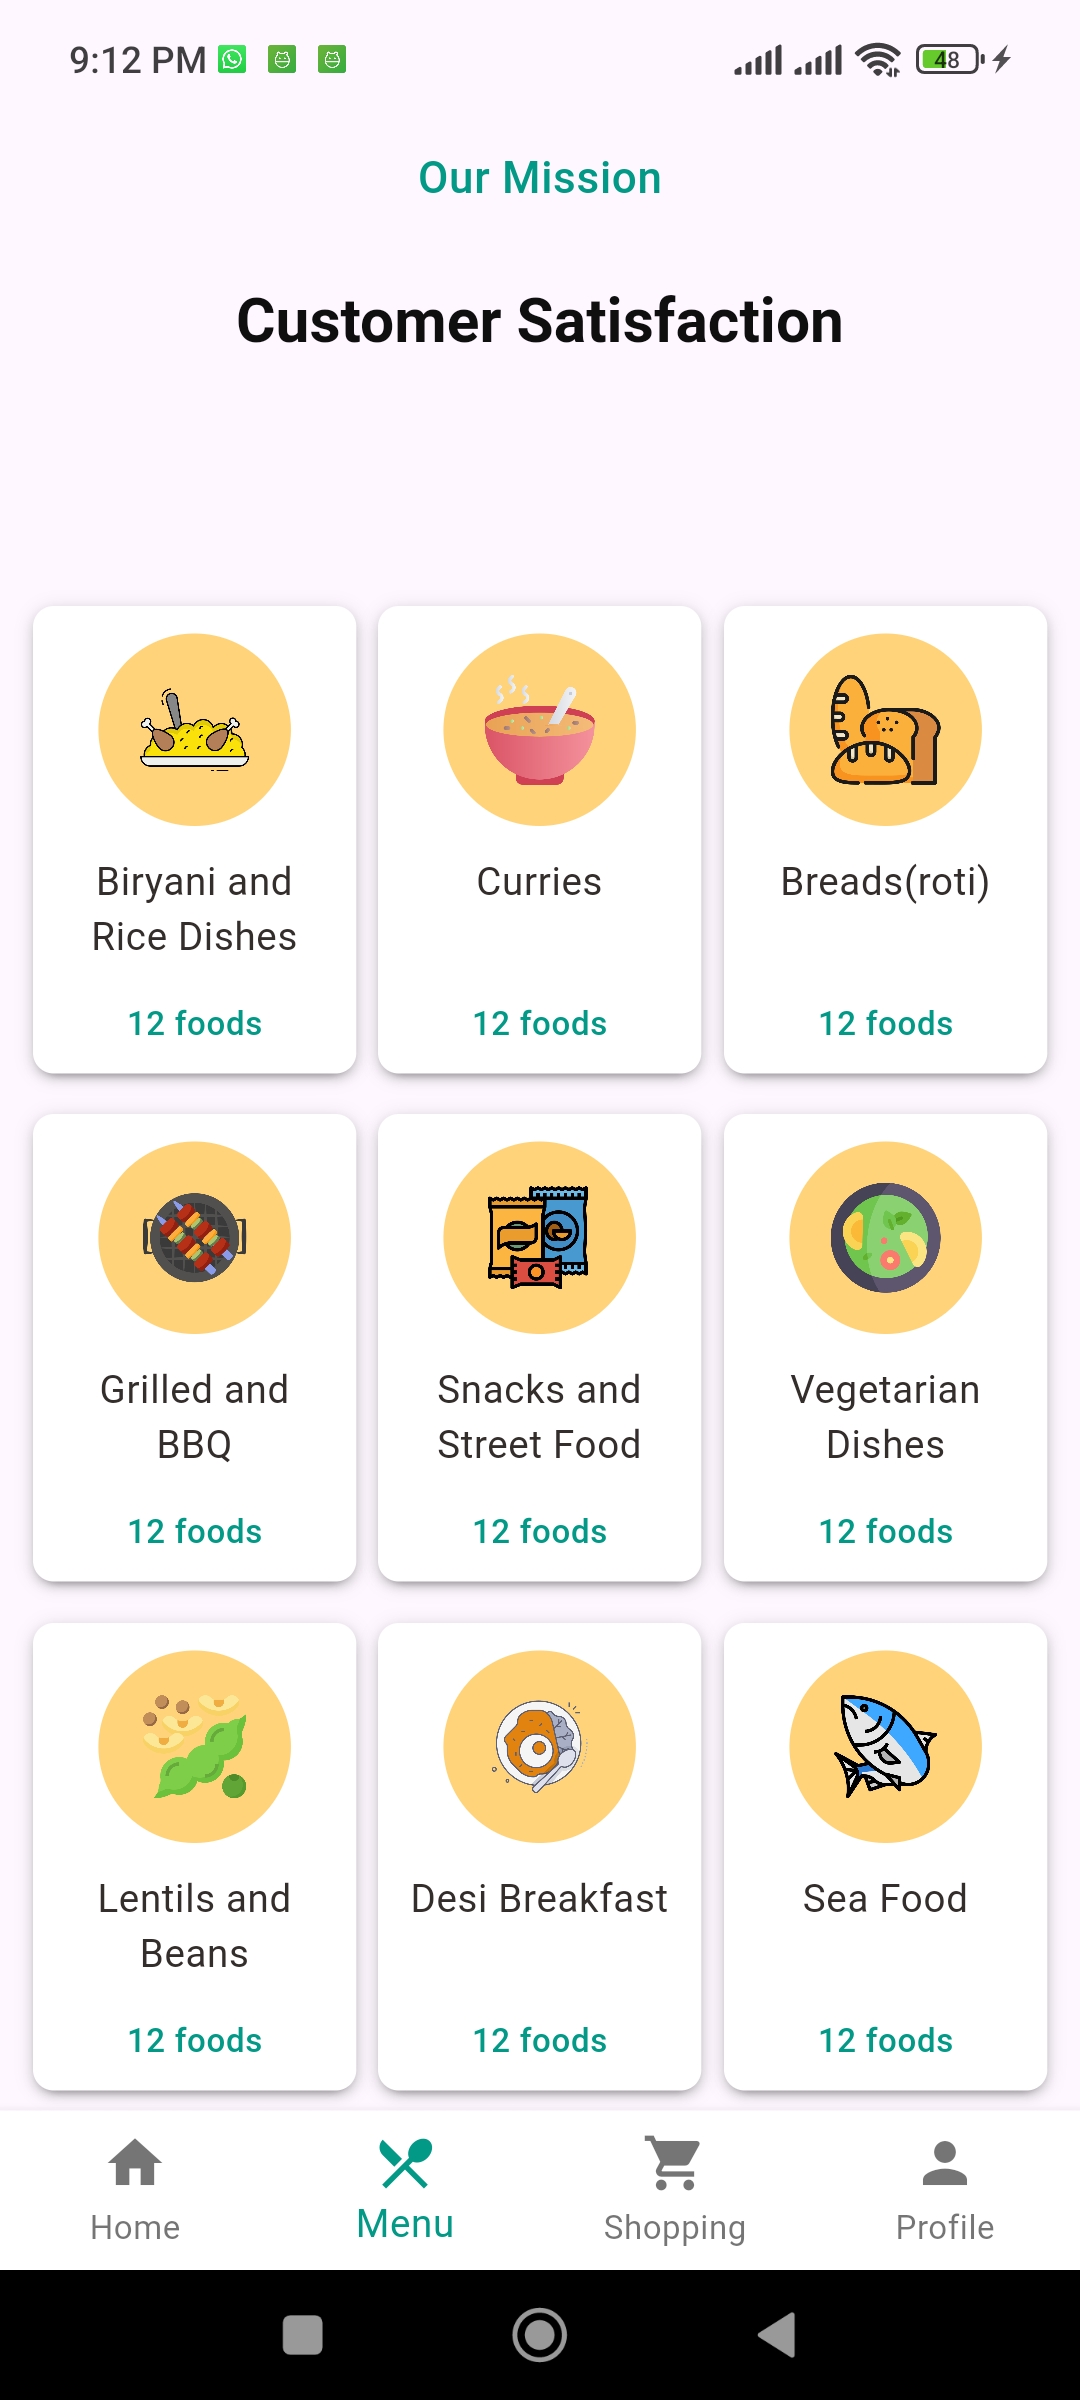 9:12 PM 48
Our Mission
Customer Satisfaction
Biryani and
Rice Dishes
12 foods
Curries
12 foods
Breads(roti)
12 foods
Grilled and
BBQ
12 foods
Snacks and
Street Food
12 foods
Vegetarian
Dishes
12 foods
Lentils and
Beans
12 foods
Desi Breakfast
12 foods
Sea Food
12 foods
Home
Menu
Shopping
Profile